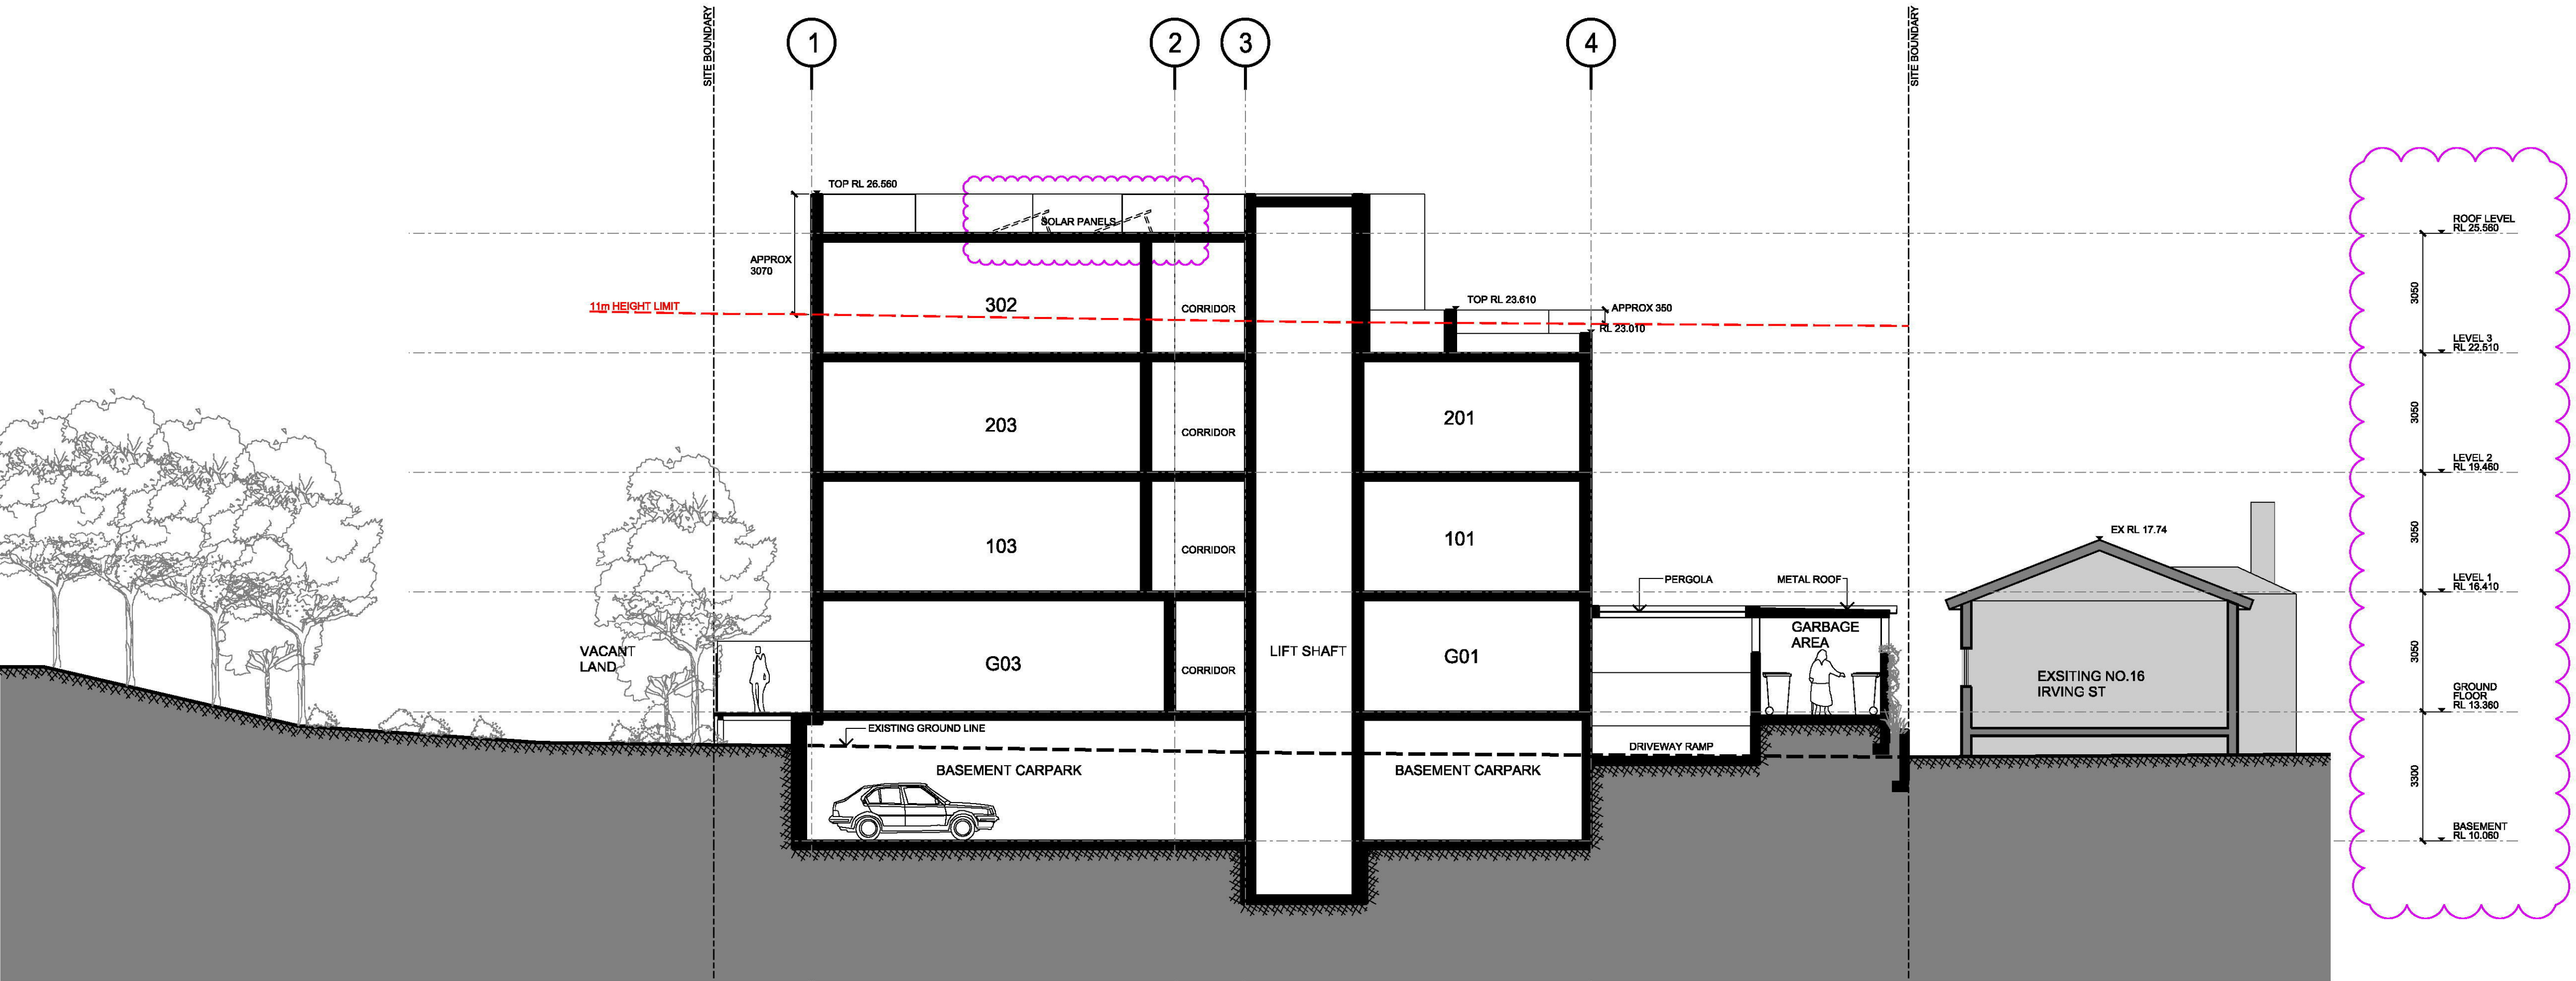 SITE BOUNDARY
1
2
3
4
SITE BOUNDARY
TOP RL 26.560
SOLAR PANELS
ROOF LEVEL
RL 25.560
APPROX
3070
3050
11m HEIGHT LIMIT
302
CORRIDOR
TOP RL 23.610
APPROX 350
RL 23.010
LEVEL 3
RL 22.510
3050
203
CORRIDOR
201
LEVEL 2
RL 19.460
3050
103
CORRIDOR
101
EX RL 17.74
PERGOLA
METAL ROOF
LEVEL 1
RL 16.410
3050
VACANT
LAND
G03
CORRIDOR
LIFT SHAFT
G01
GARBAGE
AREA
EXSITING NO.16
IRVING ST
GROUND
FLOOR
RL 13.360
EXISTING GROUND LINE
DRIVEWAY RAMP
BASEMENT CARPARK
BASEMENT CARPARK
3300
BASEMENT
RL 10.060